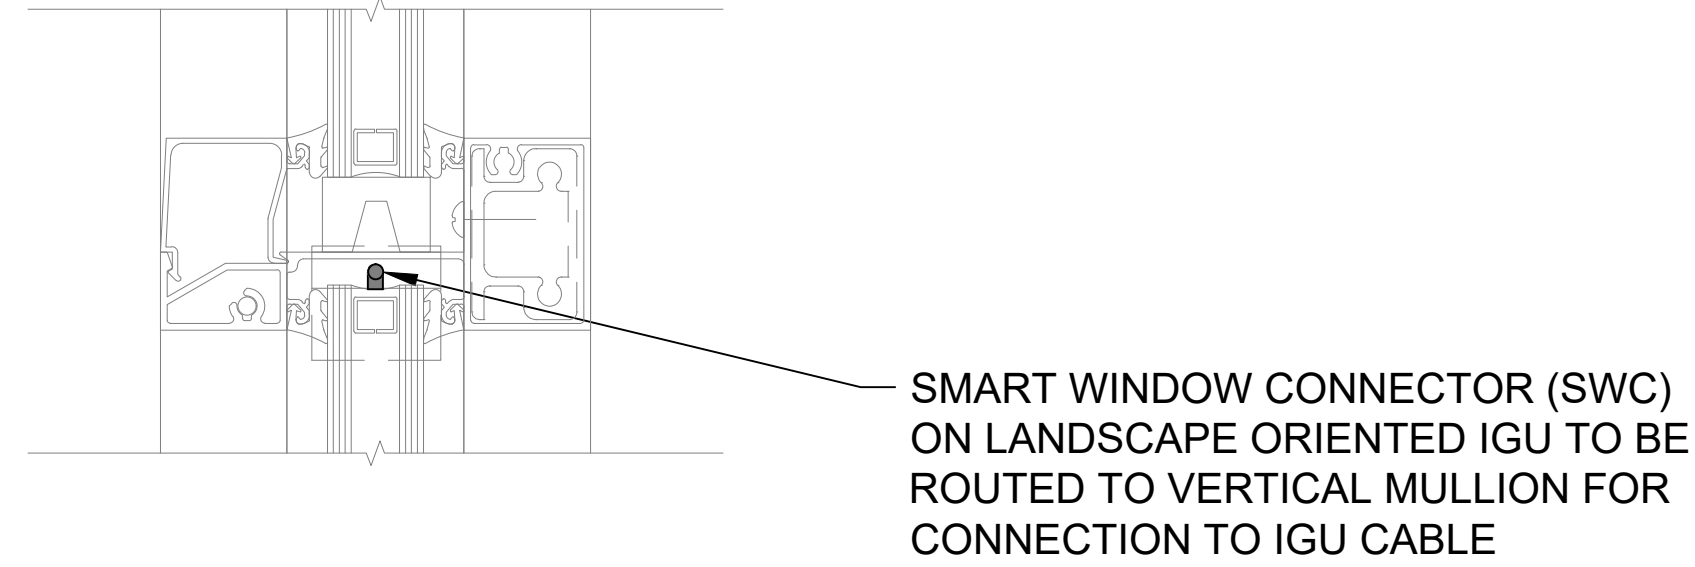 SMART WINDOW CONNECTOR (SWC)
ON LANDSCAPE ORIENTED IGU TO BE
ROUTED TO VERTICAL MULLION FOR
CONNECTION TO IGU CABLE